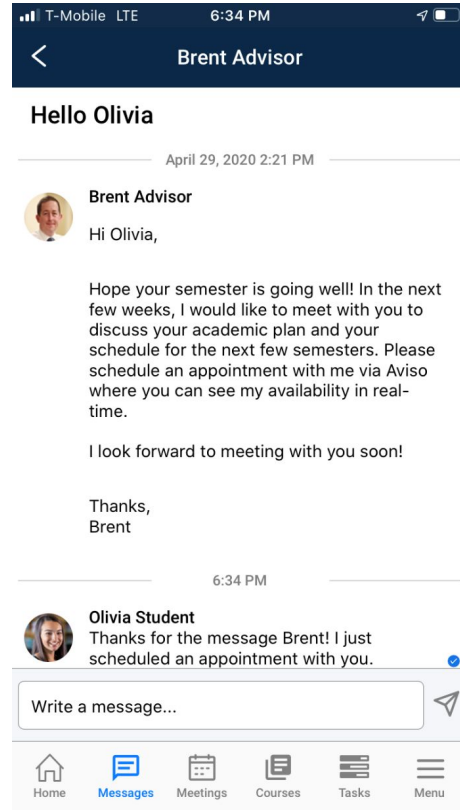 T-Mobile LTE 6:34 PM
Brent Advisor
Hello Olivia
April 29, 2020 2:21 PM
Brent Advisor
Hi Olivia,
Hope your semester is going well! In the next
few weeks, I would like to meet with you to
discuss your academic plan and your
schedule for the next few semesters. Please
schedule an appointment with me via Aviso
where you can see my availability in real-
time.
I look forward to meeting with you soon!
Thanks,
Brent
6:34 PM
Olivia Student
Thanks for the message Brent! I just
scheduled an appointment with you.
Write a message...
Home Messages Meetings Courses Tasks Menu